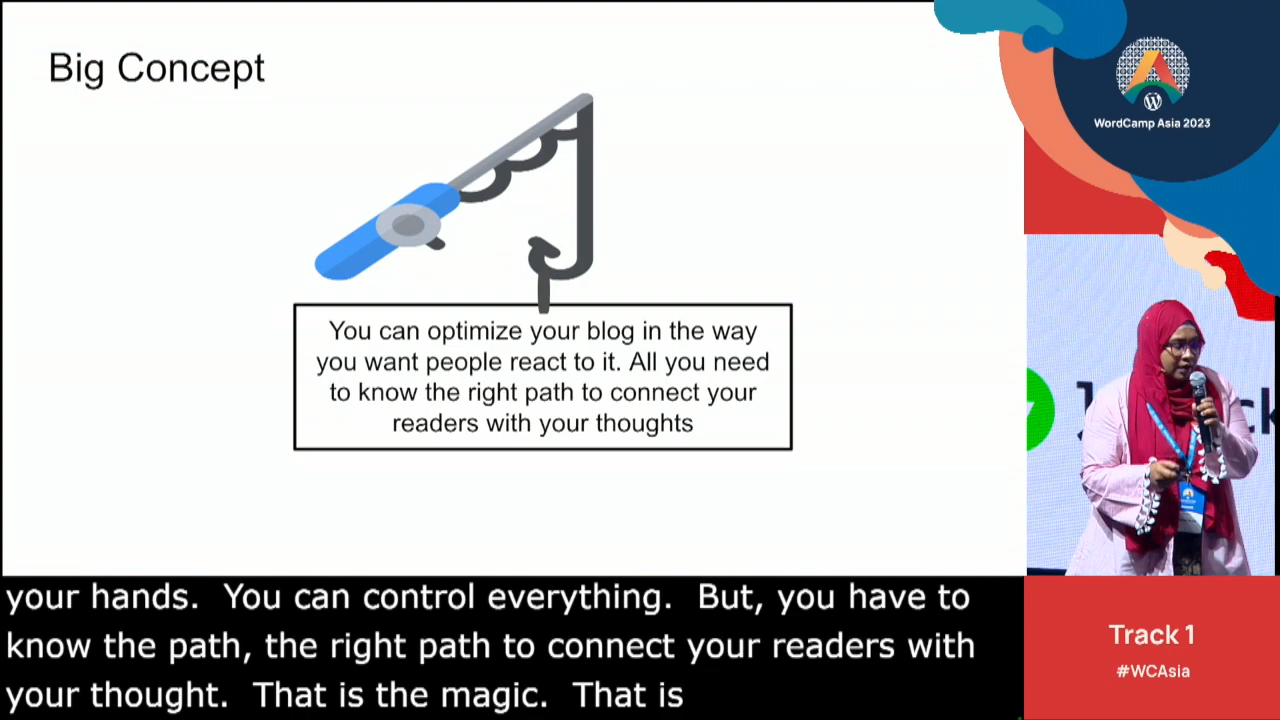 Big Concept
You can optimize your blog in the way
you want people react to it. All you need
to know the right path to connect your
readers with your thoughts
WordCamp Asia 2023
your hands.  You can control everything.  But, you have to
know the path, the right path to connect your readers with
your thought.  That is the magic.  That is
Track 1
#WCAsia